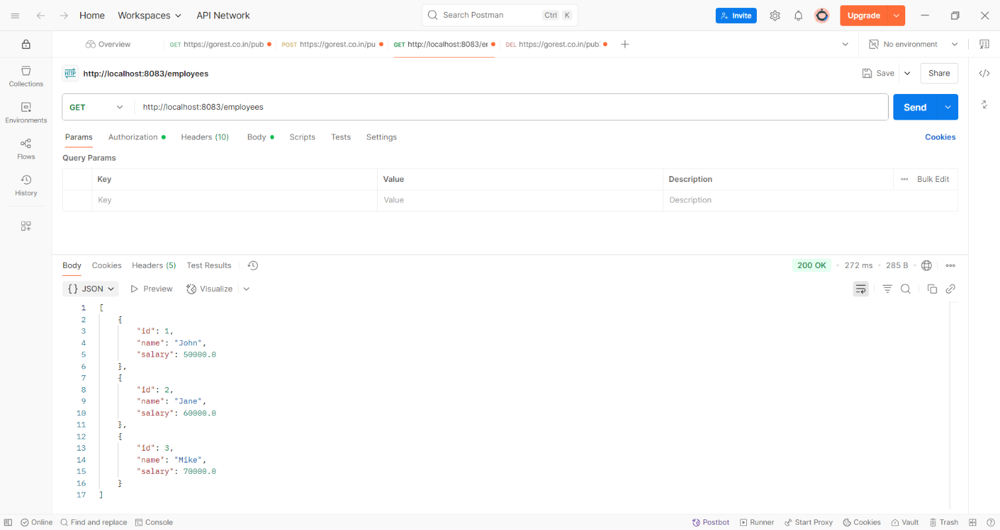 Home Workspaces API Network Search Postman Ctrl K Invite Upgrade
Overview GET https://gorest.co.in/pub POST https://gorest.co.in/pu GET http://localhost:8083/er DEL https://gorest.co.in/pub No environment
Collections
Environments
Flows
History
HTTP http://localhost:8083/employees Save Share
GET http://localhost:8083/employees Send
Params Authorization Headers (10) Body Scripts Tests Settings Cookies
Query Params
Key Value Description Bulk Edit
Key Value Description
Body Cookies Headers (5) Test Results 200 OK 272 ms 285 B
{} JSON Preview Visualize
1 [
2 {
3 "id": 1,
4 "name": "John",
5 "salary": 50000.0
6 },
7 {
8 "id": 2,
9 "name": "Jane",
10 "salary": 60000.0
11 },
12 {
13 "id": 3,
14 "name": "Mike",
15 "salary": 70000.0
16 }
17 ]
Online Find and replace Console Postbot Runner Start Proxy Cookies Vault Trash